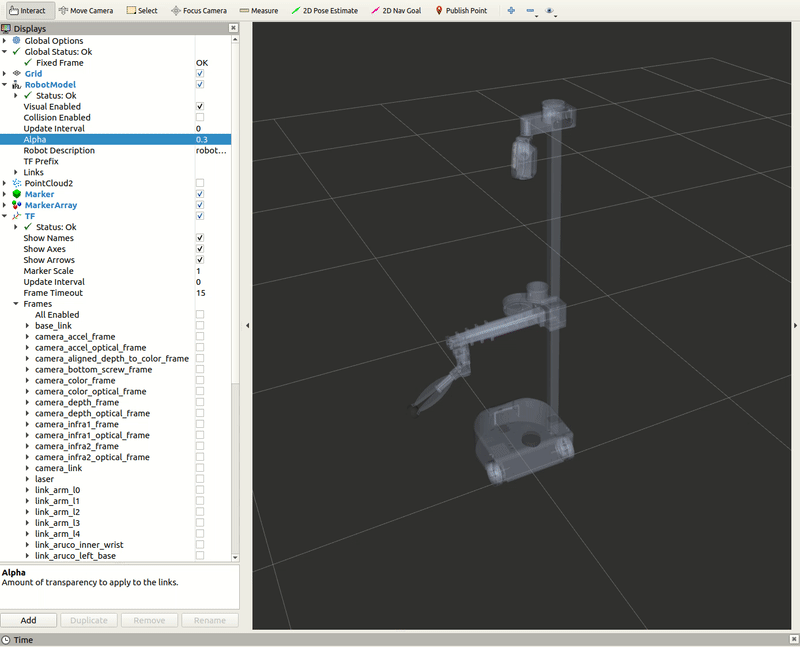 Interact Move Camera Select Focus Camera Measure 2D Pose Estimate 2D Nav Goal Publish Point
Displays
Global Options
Global Status: Ok
Fixed Frame OK
Grid
RobotModel
Status: Ok
Visual Enabled
Collision Enabled
Update Interval 0
Alpha 0.3
Robot Description robot...
TF Prefix
Links
PointCloud2
Marker
MarkerArray
TF
Status: Ok
Show Names
Show Axes
Show Arrows
Marker Scale 1
Update Interval 0
Frame Timeout 15
Frames
All Enabled
base_link
camera_accel_frame
camera_accel_optical_frame
camera_aligned_depth_to_color_frame
camera_bottom_screw_frame
camera_color_frame
camera_color_optical_frame
camera_depth_frame
camera_depth_optical_frame
camera_infra1_frame
camera_infra1_optical_frame
camera_infra2_frame
camera_infra2_optical_frame
camera_link
laser
link_arm_l0
link_arm_l1
link_arm_l2
link_arm_l3
link_arm_l4
link_aruco_inner_wrist
link_aruco_left_base
Alpha
Amount of transparency to apply to the links.
Add Duplicate Remove Rename
Time